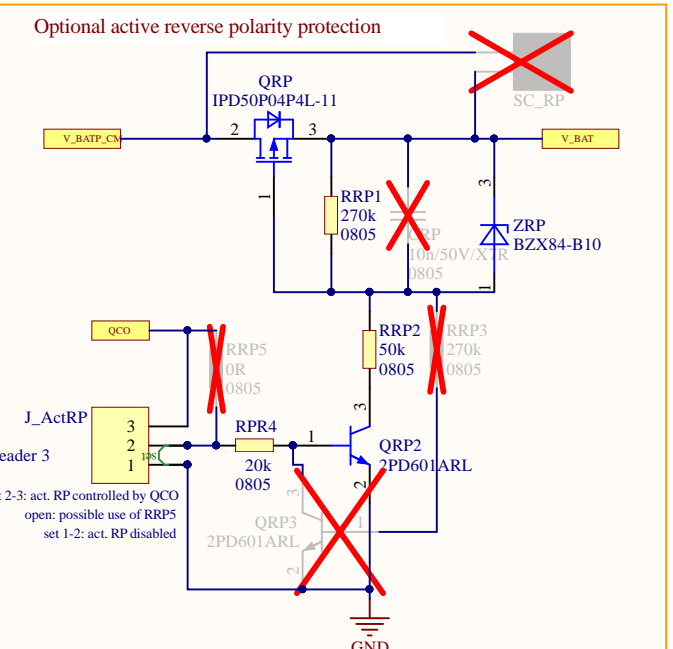 Optional active reverse polarity protection
SC_RP
QRP
IPD50P04P4L-11
V_BATP_CM
2
3
V_BAT
1
RRP1
270k
0805
CRP
10n/50V/X7R
0805
3
ZRP
BZX84-B10
1
QCO
RRP5
0R
0805
RRP2
50k
0805
RRP3
270k
0805
J_ActRP
3
2
1
set
eader 3
RPR4
20k
0805
1
3
QRP2
2PD601ARL
2
3
QRP3
2PD601ARL
1
2
t 2-3: act. RP controlled by QCO
open: possible use of RRP5
set 1-2: act. RP disabled
GND